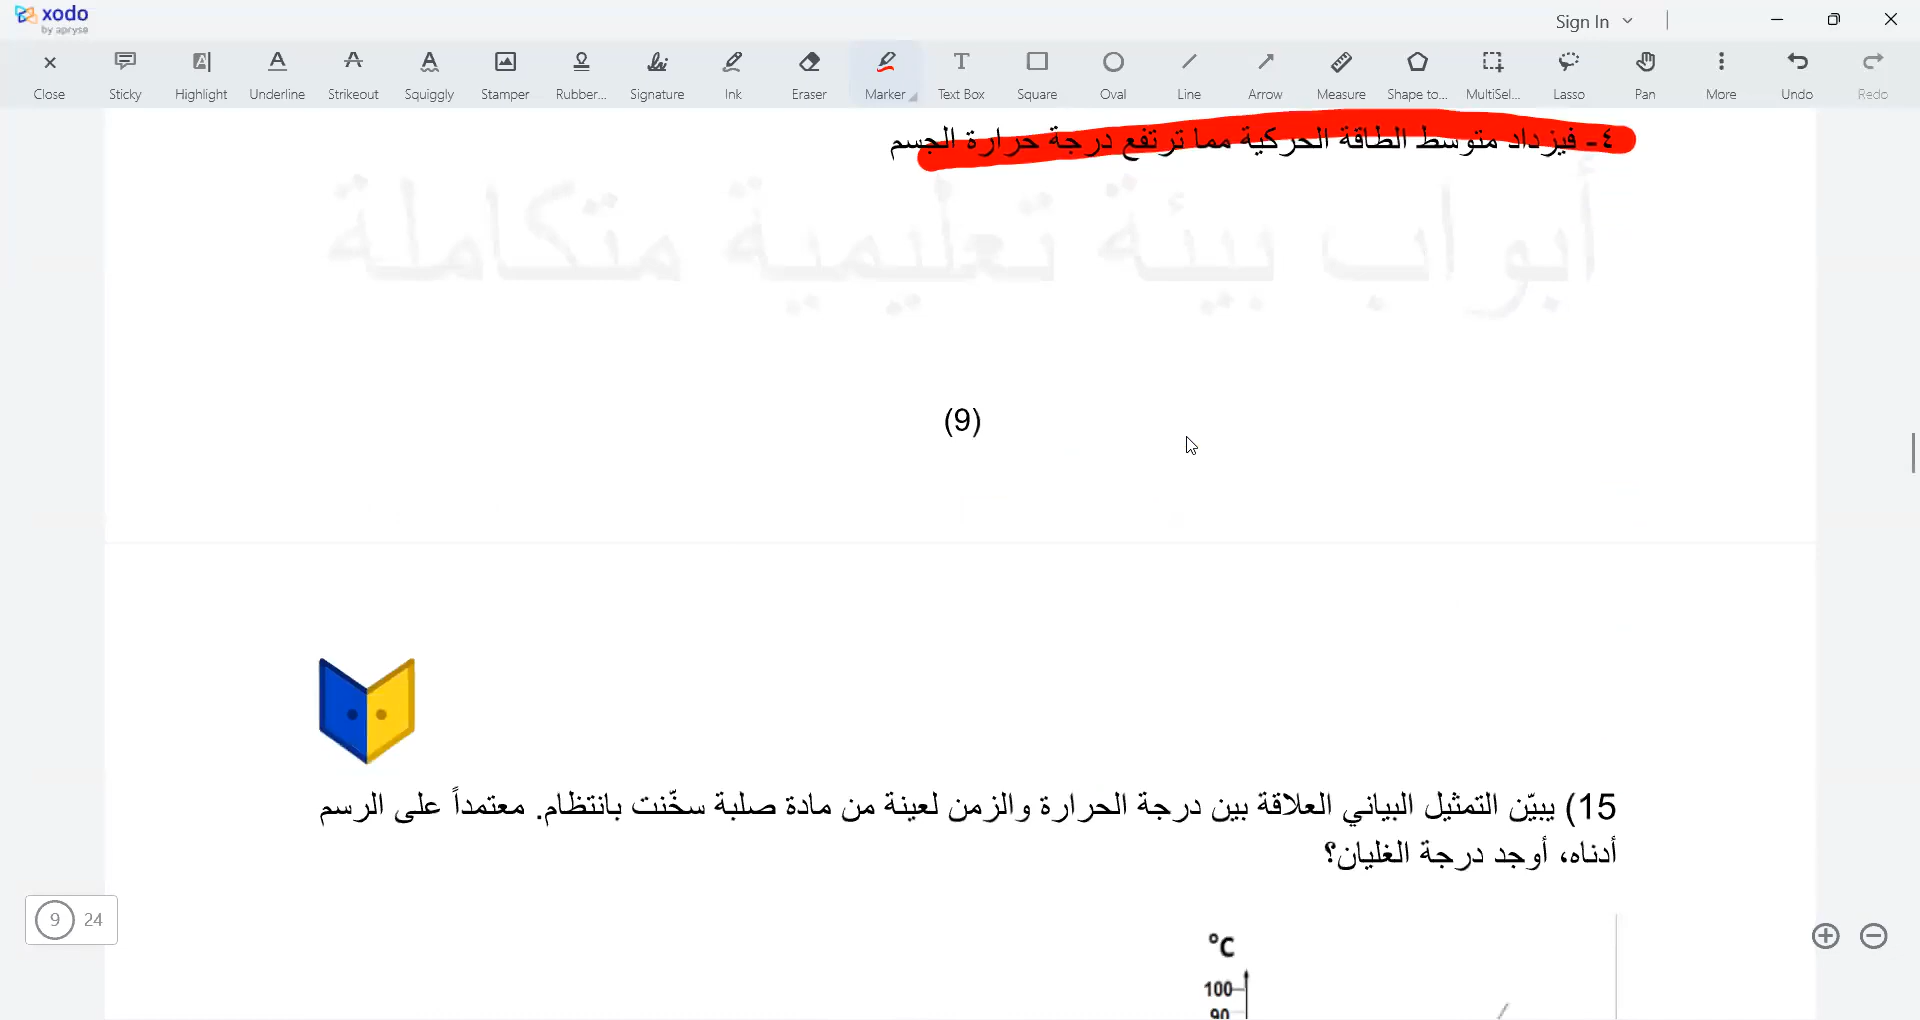 xodo
by apryse
Sign In
Close
Sticky
Highlight
Underline
Strikeout
Squiggly
Stamper
Rubber...
Signature
Ink
Eraser
Marker
Text Box
Square
Oval
Line
Arrow
Measure
Shape to...
MultiSel...
Lasso
Pan
More
Undo
Redo
٤- فيزداد متوسط الطاقة الحركية مما ترتفع درجة حرارة الجسم
أبواب بيئة تعليمية متكاملة
(9)
15) يبيّن التمثيل البياني العلاقة بين درجة الحرارة والزمن لعينة من مادة صلبة سخّنت بانتظام. معتمداً على الرسم
أدناه، أوجد درجة الغليان؟
9 24
°C
100
90